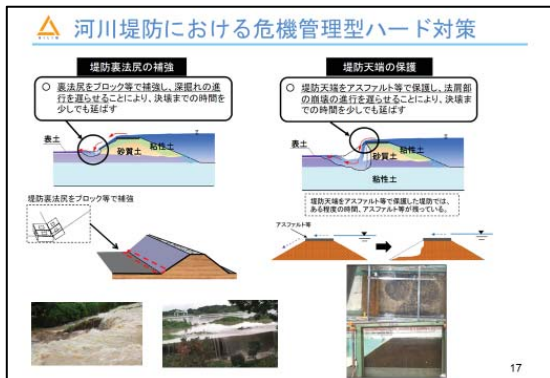 河川堤防における危機管理型ハード対策
堤防裏法尻の補強
○ 裏法尻をブロック等で補強し、深掘れの進
行を遅らせることにより、決壊までの時間を
少しでも延ばす
表土
砂質土
粘性土
堤防裏法尻をブロック等で補強
堤防天端の保護
○ 堤防天端をアスファルト等で保護し、法肩部
の崩壊の進行を遅らせることにより、決壊ま
での時間を少しでも延ばす
表土
砂質土
粘性土
粘性土
堤防天端をアスファルト等で保護した堤防では、
ある程度の時間、アスファルト等が残っている。
アスファルト等
17